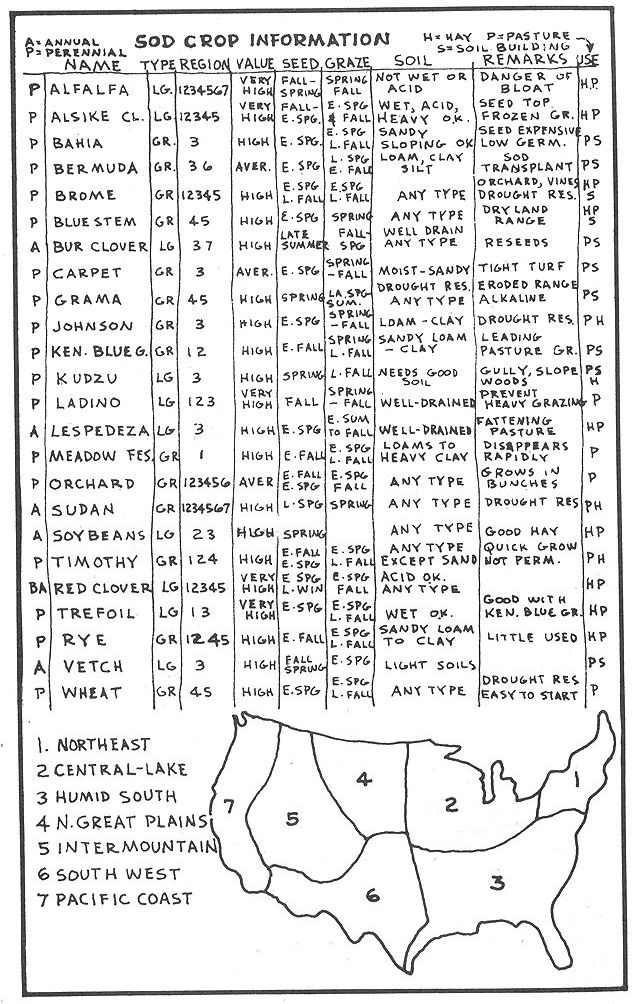 A= ANNUAL
P= PERENNIAL
SOD CROP INFORMATION
H= HAY P=PASTURE
S= SOIL BUILDING
NAME TYPE REGION VALUE SEED GRAZE SOIL REMARKS USE
P ALFALFA LG. 1234567 VERY HIGH FALL-SPRING SPRING FALL NOT WET OR ACID DANGER OF BLOAT H.P.
P ALSIKE CL. LG 12345 VERY HIGH FALL-E.SPG. E.SPG & FALL WET, ACID, HEAVY O.K. SEED TOP FROZEN GR. HP
P BAHIA GR. 3 HIGH E.SPG. E.SPG L.FALL SANDY SLOPING OK SEED EXPENSIVE LOW GERM. PS
P BERMUDA GR. 36 AVER. E.SPG L.SPG E.FALL LOAM, CLAY SILT SOD TRANSPLANT PS
P BROME GR 12345 HIGH E.SPG L.FALL E.SPG L.FALL ANY TYPE ORCHARD, VINES DROUGHT RES. HP S
P BLUE STEM GR 45 HIGH E.SPG SPRING ANY TYPE DRY LAND RANGE HP S
A BUR CLOVER LG 37 HIGH LATE SUMMER FALL-SPG WELL DRAIN ANY TYPE RESEEDS PS
P CARPET GR 3 AVER. E.SPG SPRING -FALL MOIST-SANDY TIGHT TURF PS
P GRAMA GR 45 HIGH SPRING LA.SPG-SUM. DROUGHT RES. ANY TYPE ERODED RANGE ALKALINE PS
P JOHNSON GR 3 HIGH E.SPG SPRING -FALL LOAM-CLAY DROUGHT RES. PH
P KEN. BLUE G. GR 12 HIGH E.FALL SPRING L.FALL SANDY LOAM -CLAY LEADING PASTURE GR. PS
P KUDZU LG 3 HIGH SPRING L.FALL NEEDS GOOD SOIL GULLY, SLOPE WOODS PS H
P LADINO LG 123 VERY HIGH FALL SPRING -FALL WELL-DRAINED PREVENT HEAVY GRAZING P
A LESPEDEZA LG 3 HIGH E.SPG E.SUM TO FALL WELL-DRAINED FATTENING PASTURE HP
P MEADOW FES. GR 1 HIGH E.FALL E.SPG L.FALL LOAMS TO HEAVY CLAY DISAPPEARS RAPIDLY P
P ORCHARD GR 123456 AVER E.FALL E.SPG E.SPG FALL ANY TYPE GROWS IN BUNCHES P
A SUDAN GR 1234567 HIGH L.SPG SPRING ANY TYPE DROUGHT RES PH
A SOYBEANS LG 23 HIGH SPRING ANY TYPE GOOD HAY HP
P TIMOTHY GR 124 HIGH E.FALL E.SPG E.SPG L.FALL ANY TYPE EXCEPT SAND QUICK GROW NOT PERM. PH
BA RED CLOVER LG 12345 VERY HIGH E SPG L.WIN E.SPG FALL ACID OK. ANY TYPE HP
P TREFOIL LG 13 VERY HIGH E.SPG E.SPG L.FALL WET OK. GOOD WITH KEN. BLUE GR. HP
P RYE GR 1245 HIGH E.FALL E SPG L.FALL SANDY LOAM TO CLAY LITTLE USED HP
A VETCH LG 3 HIGH FALL SPRING E.SPG LIGHT SOILS PS
P WHEAT GR 45 HIGH E.SPG E.SPG L.FALL ANY TYPE DROUGHT RES EASY TO START P
1. NORTHEAST
2 CENTRAL-LAKE
3 HUMID SOUTH
4 N. GREAT PLAINS
5 INTERMOUNTAIN
6 SOUTH WEST
7 PACIFIC COAST
7 5 4 2 1
6 3